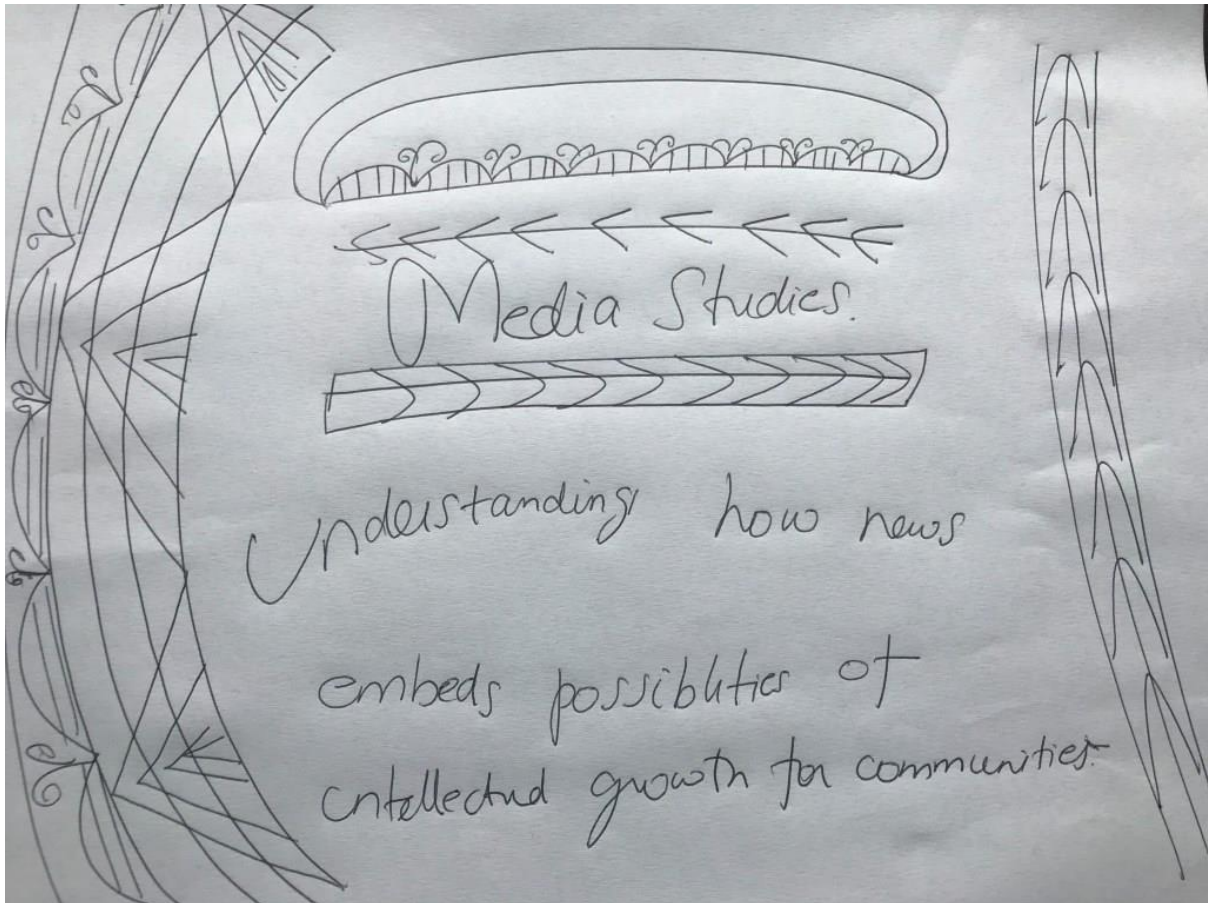 Media Studies.
Understanding how news
embeds possiblities of
intellectual growth for communities.